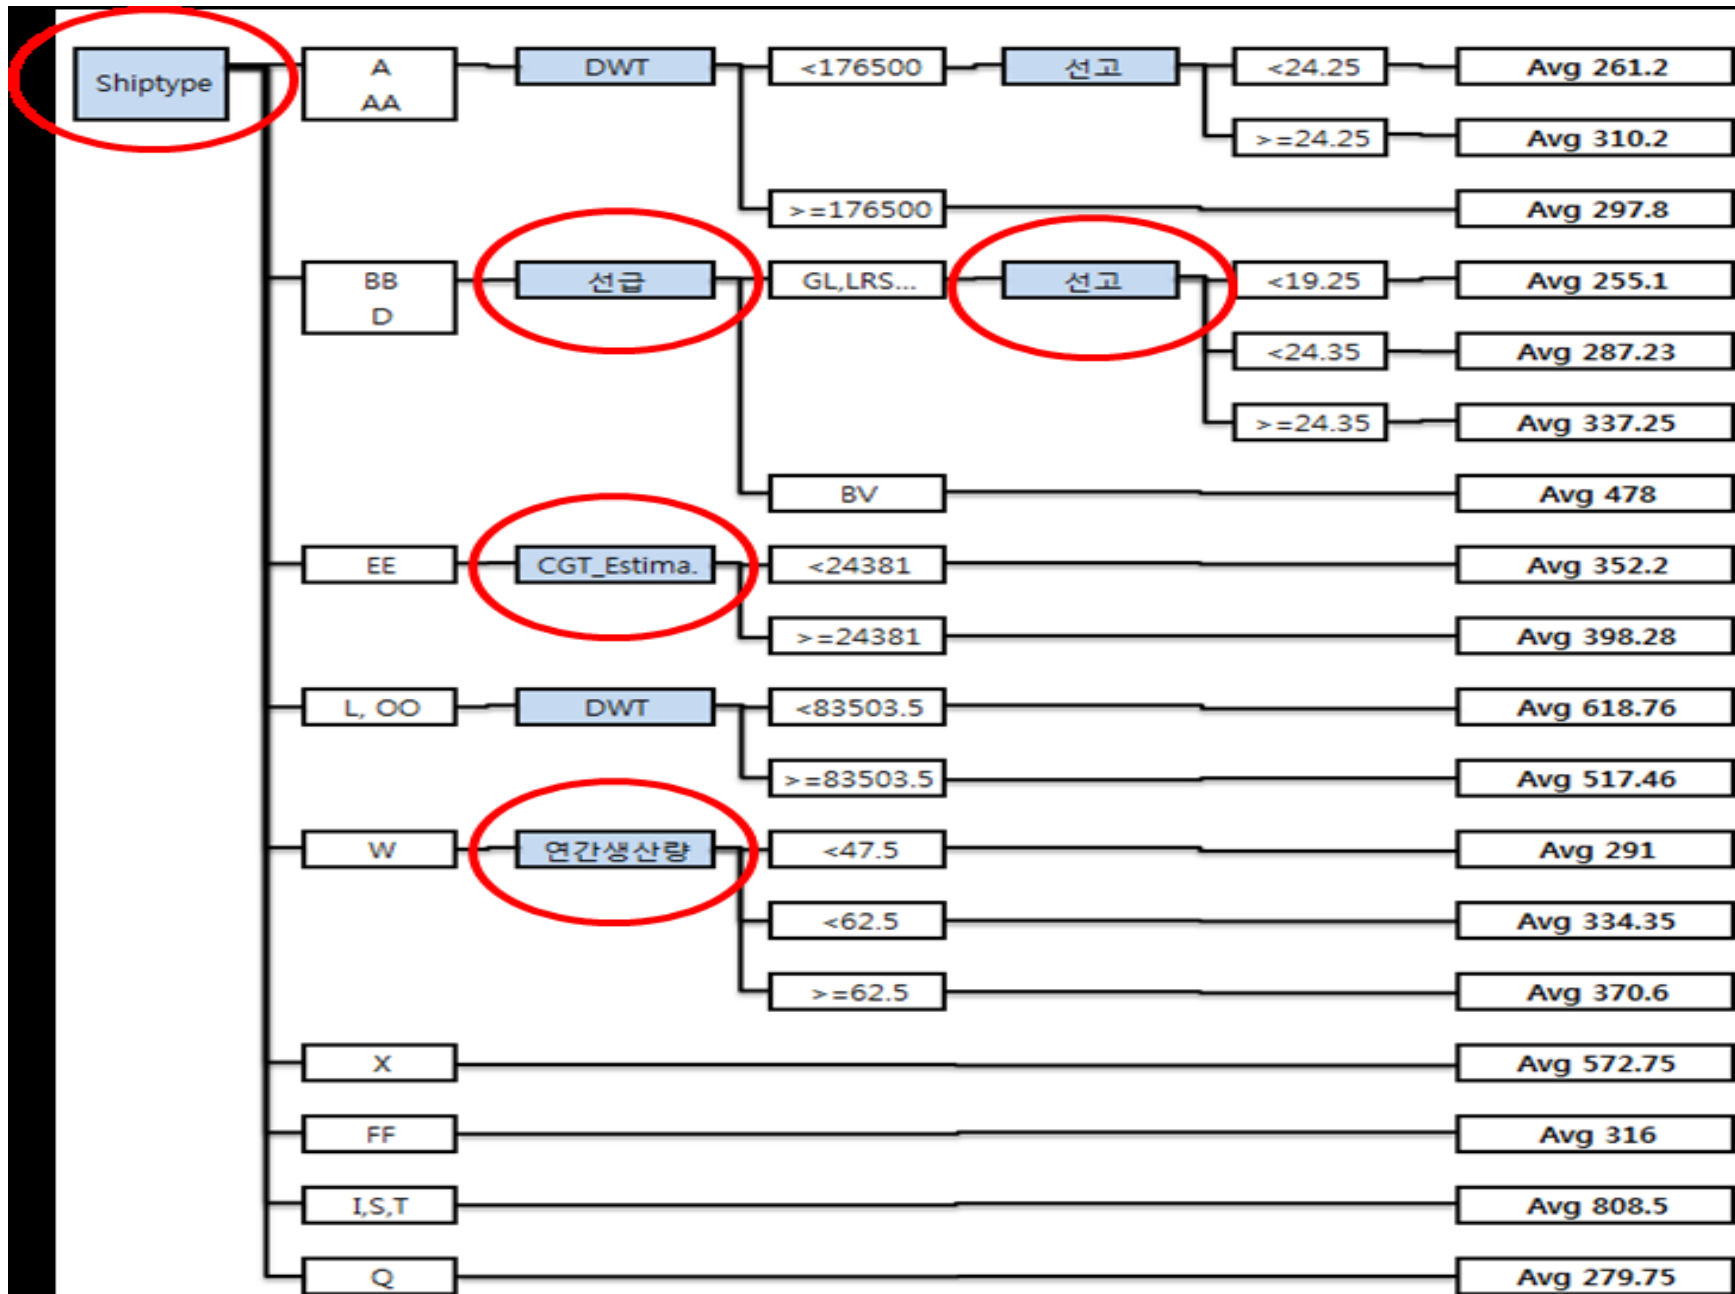 Shiptype
A
AA
DWT
<176500
선고
<24.25
Avg 261.2
>=24.25
Avg 310.2
>=176500
Avg 297.8
BB
D
선급
GL,LRS...
선고
<19.25
Avg 255.1
<24.35
Avg 287.23
>=24.35
Avg 337.25
BV
Avg 478
EE
CGT_Estima.
<24381
Avg 352.2
>=24381
Avg 398.28
L, OO
DWT
<83503.5
Avg 618.76
>=83503.5
Avg 517.46
W
연간생산량
<47.5
Avg 291
<62.5
Avg 334.35
>=62.5
Avg 370.6
X
Avg 572.75
FF
Avg 316
I,S,T
Avg 808.5
Q
Avg 279.75